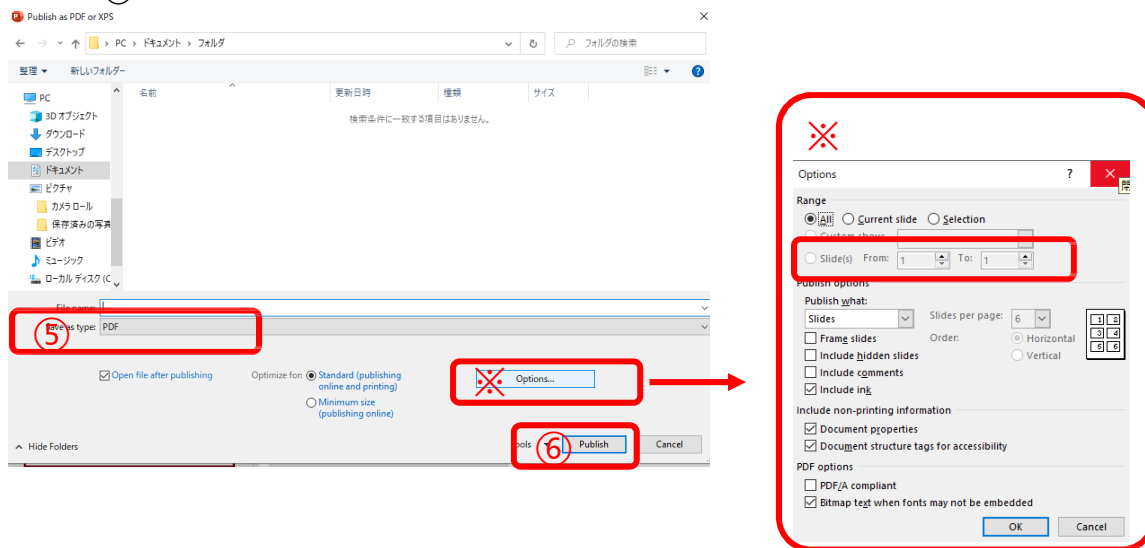 Publish as PDF or XPS
PC › ドキュメント › フォルダ
フォルダの検索
整理
新しいフォルダー
名前
更新日時
種類
サイズ
検索条件に一致する項目はありません。
PC
3D オブジェクト
ダウンロード
デスクトップ
ドキュメント
ピクチャ
カメラ ロール
保存済みの写真
ビデオ
ミュージック
ローカル ディスク (C
File name:
⑤
Save as type: PDF
Open file after publishing
Optimize for:
Standard (publishing
online and printing)
Minimum size
(publishing online)
※
Options...
Hide Folders
⑥
Publish
Cancel
※
Options
?
Range
All Current slide Selection
Custom show:
Slide(s) From: 1 To: 1
Publish options
Publish what:
Slides
Slides per page: 6
Frame slides
Order: Horizontal
Include hidden slides
Vertical
Include comments
Include ink
1 2
3 4
5 6
Include non-printing information
Document properties
Document structure tags for accessibility
PDF options
PDF/A compliant
Bitmap text when fonts may not be embedded
OK
Cancel